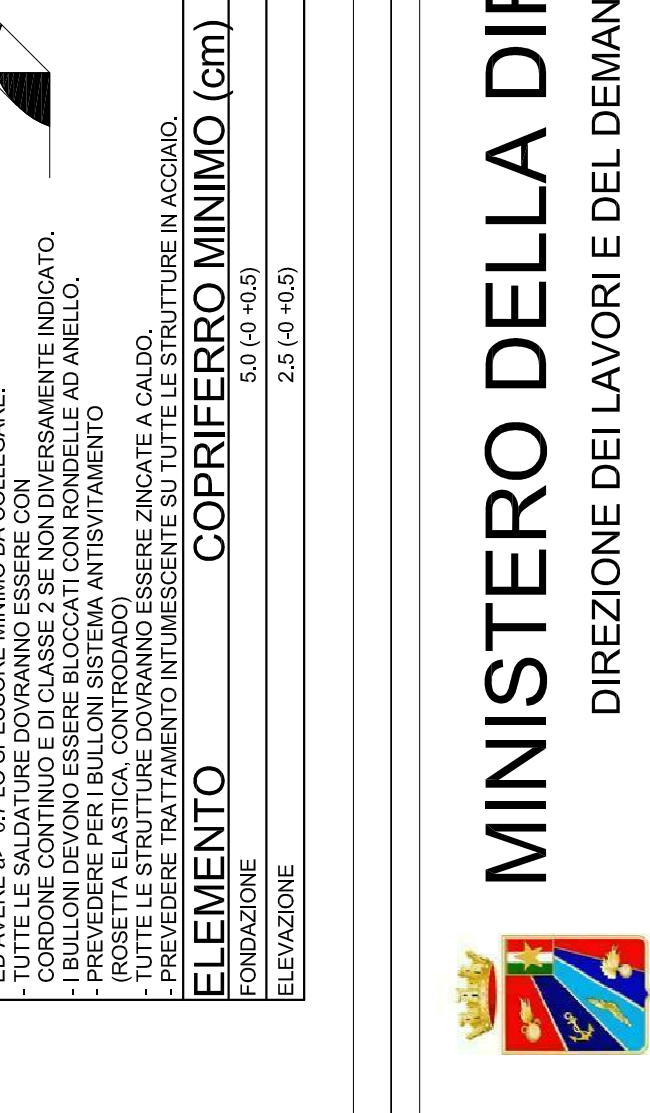 - TUTTE LE SALDATURE DOVRANNO ESSERE CON
CORDONE CONTINUO E DI CLASSE 2 SE NON DIVERSAMENTE INDICATO.
- I BULLONI DEVONO ESSERE BLOCCATI CON RONDELLE AD ANELLO.
- PREVEDERE PER I BULLONI SISTEMA ANTISVITAMENTO
(ROSETTA ELASTICA, CONTRODADO)
- TUTTE LE STRUTTURE DOVRANNO ESSERE ZINCATE A CALDO.
- PREVEDERE TRATTAMENTO INTUMESCENTE SU TUTTE LE STRUTTURE IN ACCIAIO.
ELEMENTO COPRIFERRO MINIMO (cm)
FONDAZIONE 5.0 (-0 +0.5)
ELEVAZIONE 2.5 (-0 +0.5)
MINISTERO DELLA
DIREZIONE DEI LAVORI E DEL DEMAN